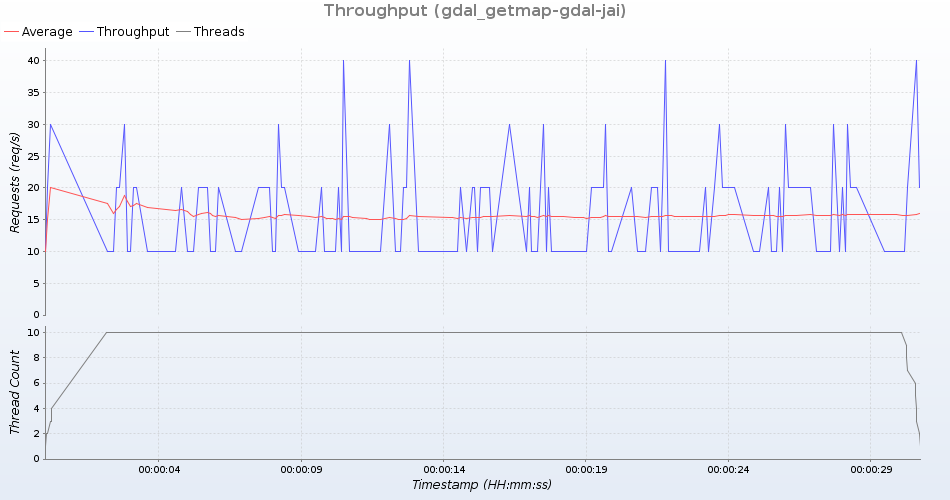 Throughput (gdal_getmap-gdal-jai)
Average Throughput Threads
Requests (req/s)
40
35
30
25
20
15
10
5
0
Thread Count
10
8
6
4
2
0
00:00:04 00:00:09 00:00:14 00:00:19 00:00:24 00:00:29
Timestamp (HH:mm:ss)